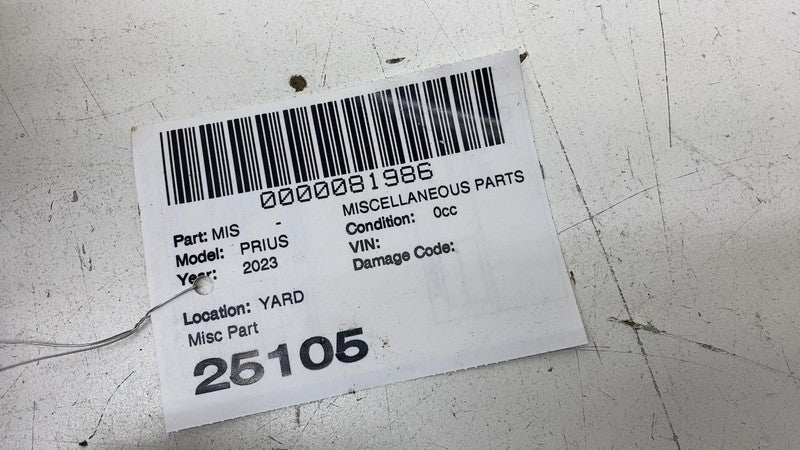 0000081986
Part: MIS - MISCELLANEOUS PARTS
Model: PRIUS Condition: 0cc
Year: 2023 VIN:
Damage Code:
Location: YARD
Misc Part
25105